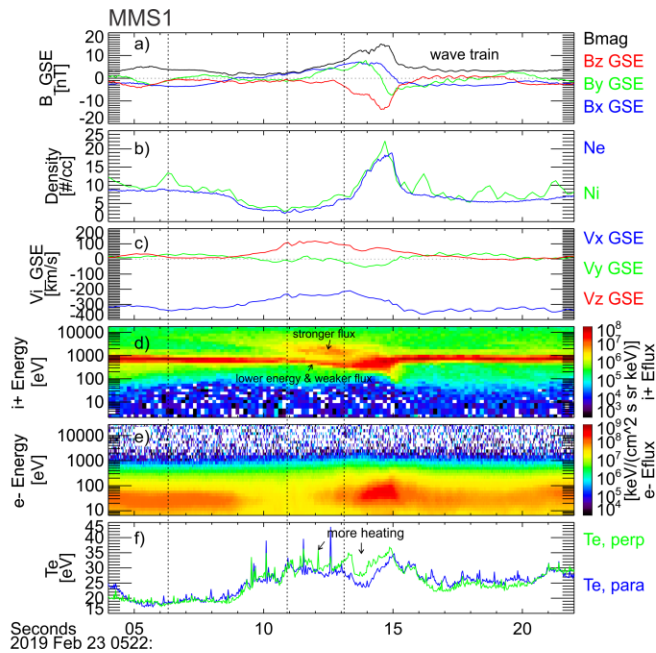 MMS1
a)
wave train
B_GSE
[nT]
20
10
0
-10
-20
Bmag
Bz GSE
By GSE
Bx GSE
b)
Density
[#/cc]
25
20
15
10
5
0
Ne
Ni
c)
Vi_GSE
[km/s]
200
100
0
-100
-200
-300
-400
Vx GSE
Vy GSE
Vz GSE
d)
stronger flux
lower energy & weaker flux
i+ Energy
[eV]
10000
1000
100
10^8
10^7
10^6
10^5
10^4
10^3
i+ Eflux
[keV/(cm^2 s sr keV)]
e)
e- Energy
[eV]
10000
1000
100
10
10^9
10^8
10^7
10^6
10^5
10^4
e- Eflux
f)
more heating
Te
[eV]
45
40
35
30
25
20
15
Te, perp
Te, para
05
10
15
20
Seconds
2019 Feb 23 0522: